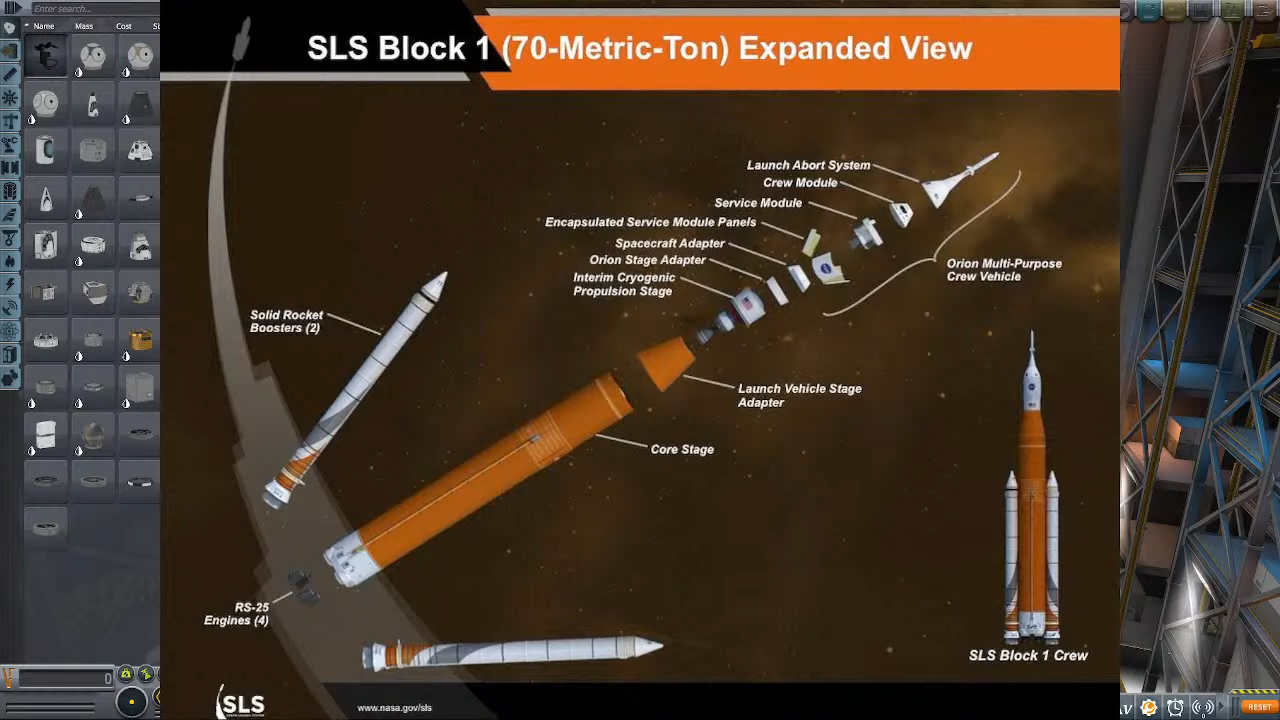 Enter search...
Name Mass Cost
SLS Block 1 (70-Metric-Ton) Expanded View
Launch Abort System
Crew Module
Service Module
Encapsulated Service Module Panels
Spacecraft Adapter
Orion Stage Adapter
Interim Cryogenic
Propulsion Stage
Orion Multi-Purpose
Crew Vehicle
Solid Rocket
Boosters (2)
Launch Vehicle Stage
Adapter
Core Stage
RS-25
Engines (4)
SLS Block 1 Crew
0
SLS
www.nasa.gov/sls
RESET